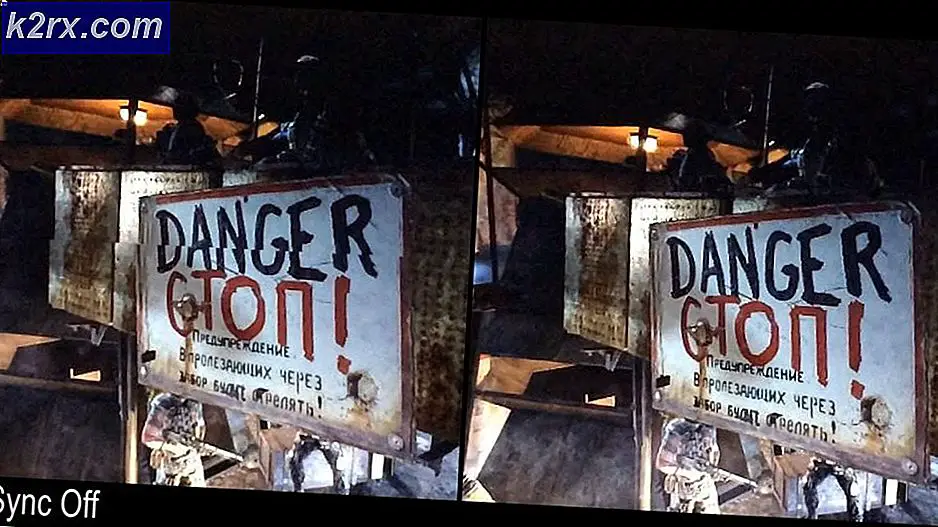 k2rx.com
DANGER
СТОП!
Предупреждение
В пролезающих через
забор будут стрелять!
DANGER
СТОП!
Предупреждение
В пролезающих через
забор будут стрелять!
Sync Off